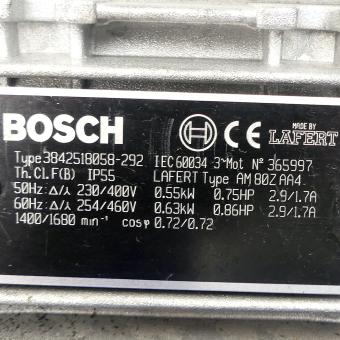 BOSCH CE MADE BY LAFERT
Type 3842518058-292 IEC60034 3~Mot Nº 365997
Th.CL.F(B) IP55 LAFERT Type AM 80Z AA4
50Hz: Δ/⅄ 230/400V 0.55kW 0.75HP 2.9/1.7A
60Hz: Δ/⅄ 254/460V 0.63kW 0.86HP 2.9/1.7A
1400/1680 min⁻¹ cosφ 0.72/0.72